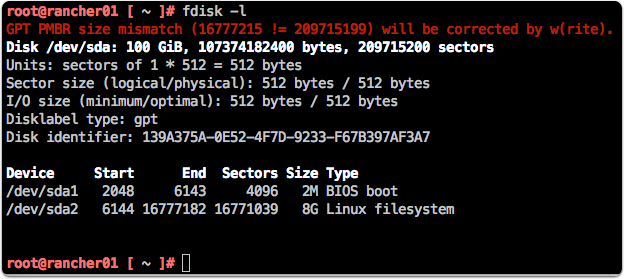 root@rancher01 [ ~ ]# fdisk -l
GPT PMBR size mismatch (16777215 != 209715199) will be corrected by w(rite).
Disk /dev/sda: 100 GiB, 107374182400 bytes, 209715200 sectors
Units: sectors of 1 * 512 = 512 bytes
Sector size (logical/physical): 512 bytes / 512 bytes
I/O size (minimum/optimal): 512 bytes / 512 bytes
Disklabel type: gpt
Disk identifier: 139A375A-0E52-4F7D-9233-F67B397AF3A7
Device     Start      End  Sectors Size Type
/dev/sda1   2048     6143     4096   2M BIOS boot
/dev/sda2   6144 16777182 16771039   8G Linux filesystem
root@rancher01 [ ~ ]#